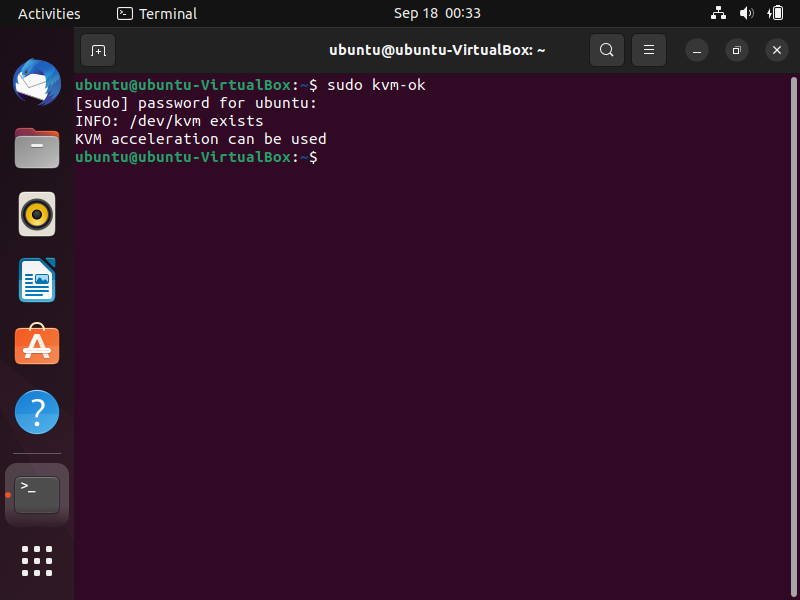 Activities Terminal Sep 18 00:33
ubuntu@ubuntu-VirtualBox: ~
ubuntu@ubuntu-VirtualBox:~$ sudo kvm-ok
[sudo] password for ubuntu:
INFO: /dev/kvm exists
KVM acceleration can be used
ubuntu@ubuntu-VirtualBox:~$